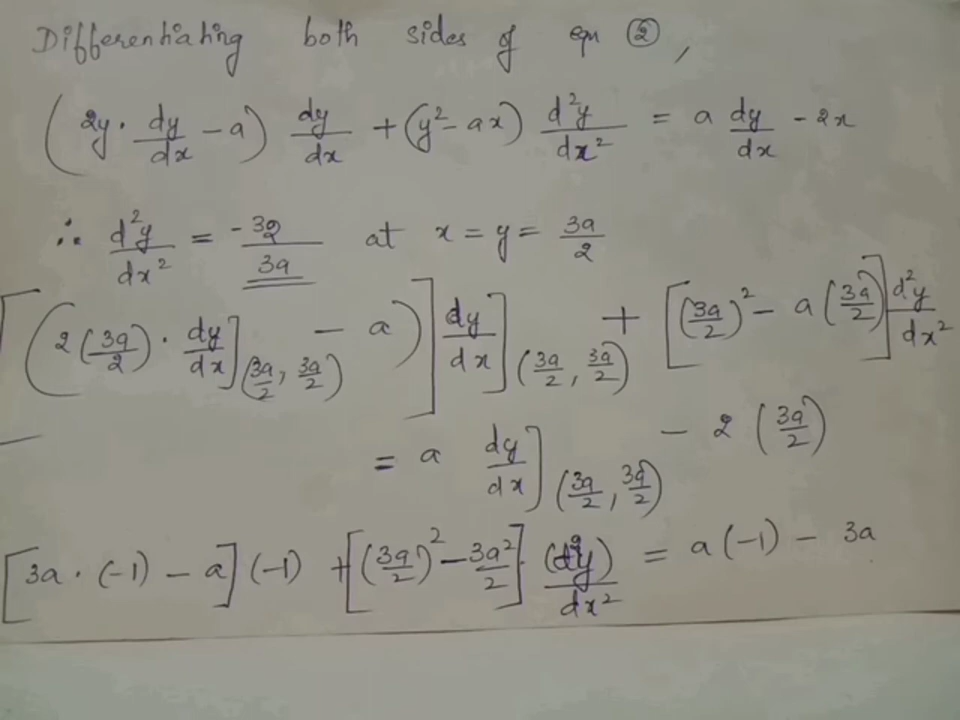 Differentiating both sides of eqn ②,
(2y · dy/dx − a) dy/dx + (y² − ax) d²y/dx² = a dy/dx − 2x
∴ d²y/dx² = −32/3a at x = y = 3a/2
[(2(3a/2) · dy/dx](3a/2, 3a/2) − a)] dy/dx](3a/2, 3a/2) + [(3a/2)² − a(3a/2)] d²y/dx²
= a dy/dx](3a/2, 3a/2) − 2(3a/2)
[3a · (−1) − a](−1) + [(3a/2)² − 3a²/2] · (d²y)/dx² = a(−1) − 3a